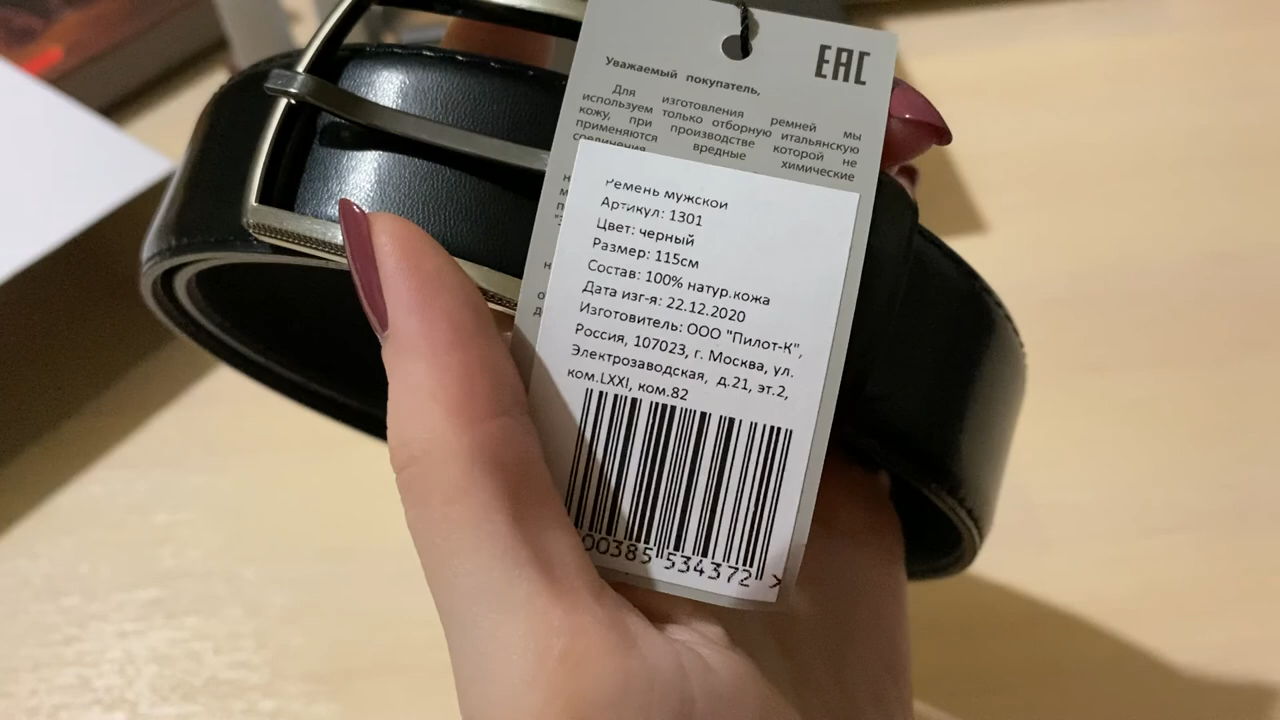 EAC
Уважаемый покупатель,
Для изготовления ремней мы
используем только отборную итальянскую
кожу, при производстве которой не
применяются вредные химические
соединения
Ремень мужской
Артикул: 1301
Цвет: черный
Размер: 115см
Состав: 100% натур.кожа
Дата изг-я: 22.12.2020
Изготовитель: ООО "Пилот-К",
Россия, 107023, г. Москва, ул.
Электрозаводская, д.21, эт.2,
ком.LXXI, ком.82
00385 534372 >